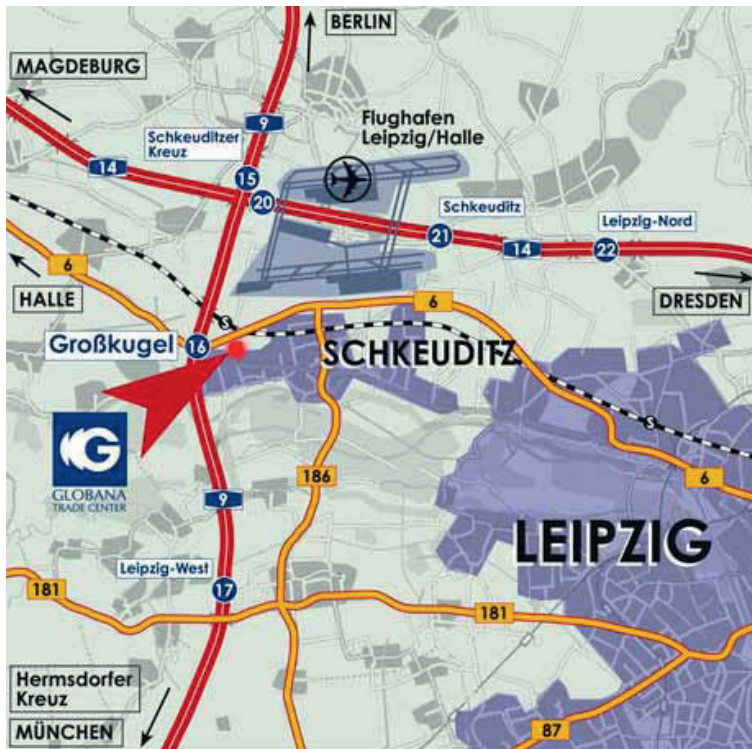 BERLIN
MAGDEBURG
Flughafen
Leipzig/Halle
9
Schkeuditzer
Kreuz
14
15
20
Schkeuditz
21
14
Leipzig-Nord
22
6
HALLE
DRESDEN
S
6
Großkugel
16
SCHKEUDITZ
G
GLOBANA
TRADE CENTER
186
S
6
9
LEIPZIG
Leipzig-West
17
181
181
Hermsdorfer
Kreuz
MÜNCHEN
87